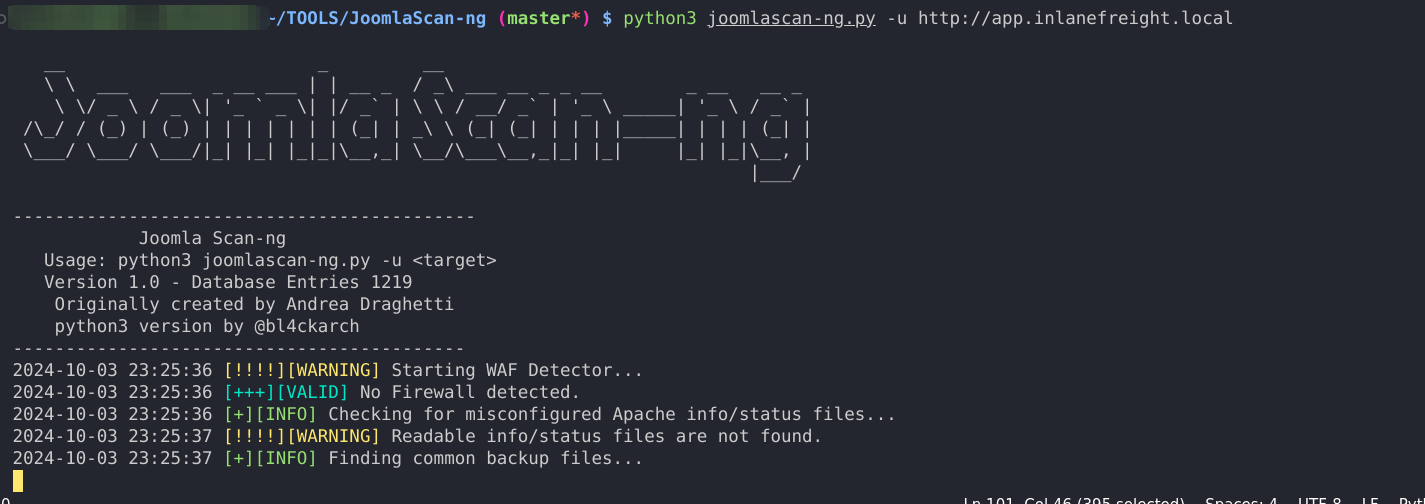 ~/TOOLS/JoomlaScan-ng (master*) $ python3 joomlascan-ng.py -u http://app.inlanefreight.local
JoomlaScan-ng
--------------------------------------------
Joomla Scan-ng
Usage: python3 joomlascan-ng.py -u <target>
Version 1.0 - Database Entries 1219
Originally created by Andrea Draghetti
python3 version by @bl4ckarch
-------------------------------------------
2024-10-03 23:25:36 [!!!!][WARNING] Starting WAF Detector...
2024-10-03 23:25:36 [+++][VALID] No Firewall detected.
2024-10-03 23:25:36 [+][INFO] Checking for misconfigured Apache info/status files...
2024-10-03 23:25:37 [!!!!][WARNING] Readable info/status files are not found.
2024-10-03 23:25:37 [+][INFO] Finding common backup files...
Ln 101, Col 46 (395 selected) Spaces: 4 UTF-8 LF